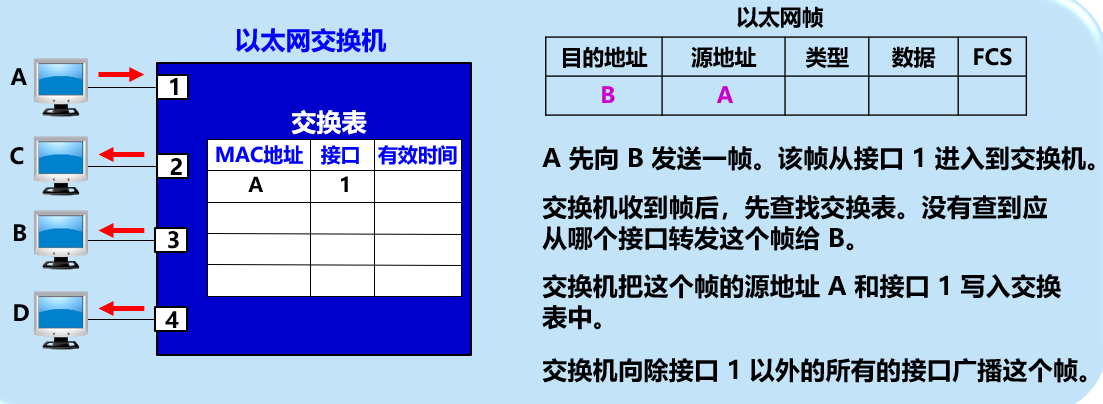 以太网交换机
A
1
C
2
B
3
D
4
交换表
MAC地址 接口 有效时间
A 1
以太网帧
目的地址 源地址 类型 数据 FCS
B A
A 先向 B 发送一帧。该帧从接口 1 进入到交换机。
交换机收到帧后，先查找交换表。没有查到应
从哪个接口转发这个帧给 B。
交换机把这个帧的源地址 A 和接口 1 写入交换
表中。
交换机向除接口 1 以外的所有的接口广播这个帧。